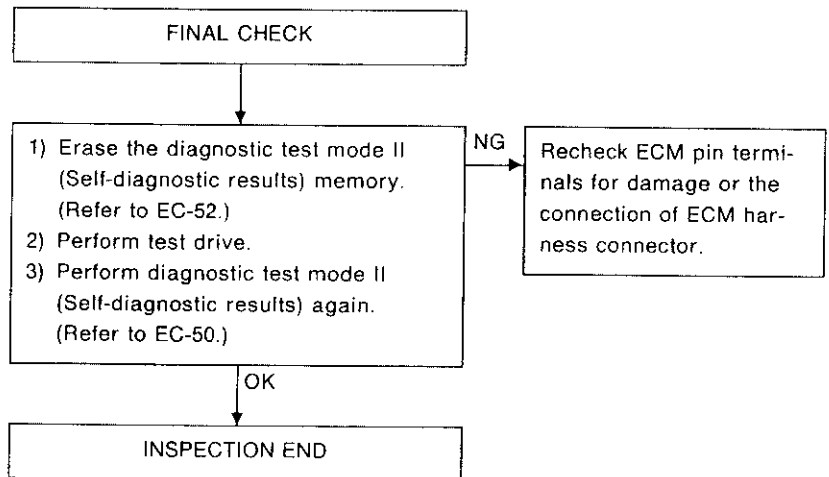 FINAL CHECK
1) Erase the diagnostic test mode II
(Self-diagnostic results) memory.
(Refer to EC-52.)
2) Perform test drive.
3) Perform diagnostic test mode II
(Self-diagnostic results) again.
(Refer to EC-50.)
NG
Recheck ECM pin termi-
nals for damage or the
connection of ECM har-
ness connector.
OK
INSPECTION END